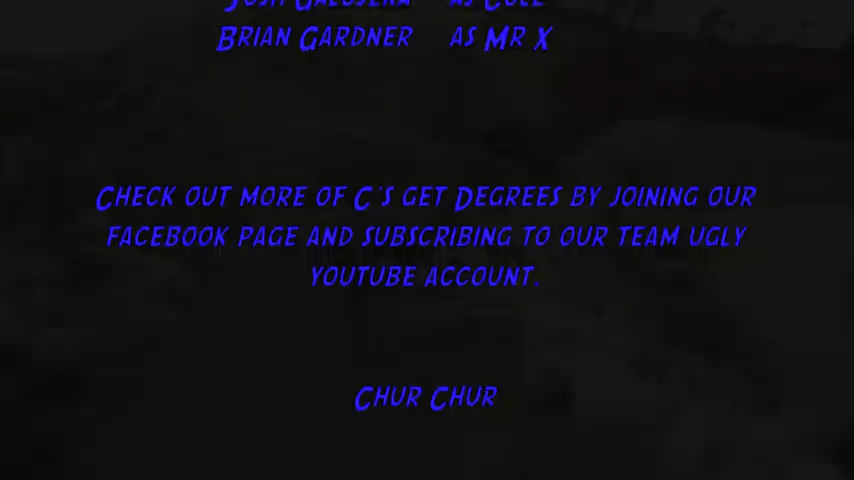 as
Brian Gardner as Mr X
Check out more of C's get Degrees by joining our
facebook page and subscribing to our team ugly
youtube account.
Chur Chur